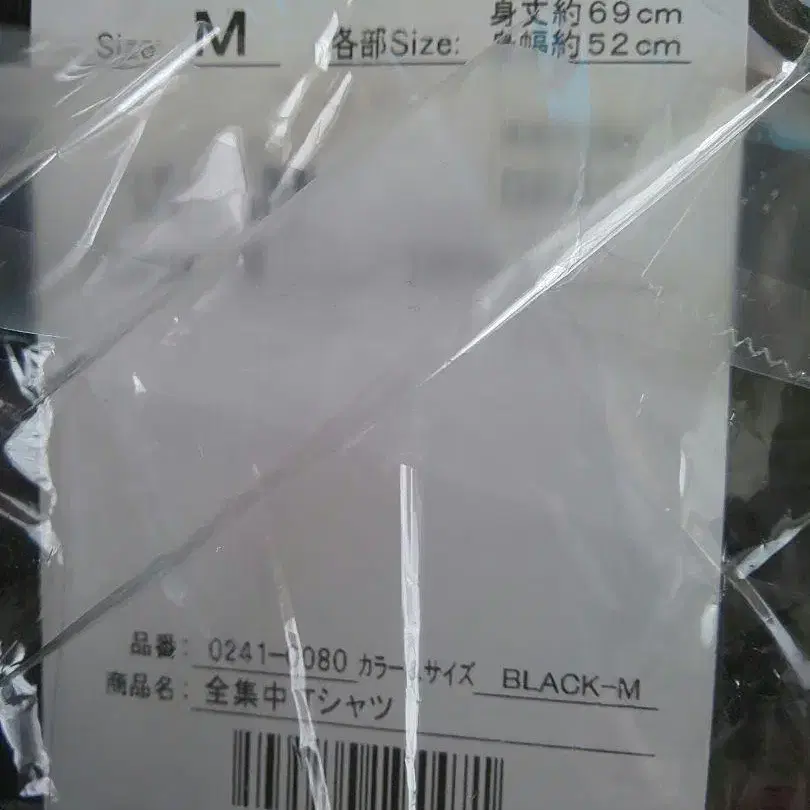 Size: M 各部Size: 身丈約69cm
身幅約52cm
品番: 0241-0080 カラー&サイズ BLACK-M
商品名: 全集中Tシャツ